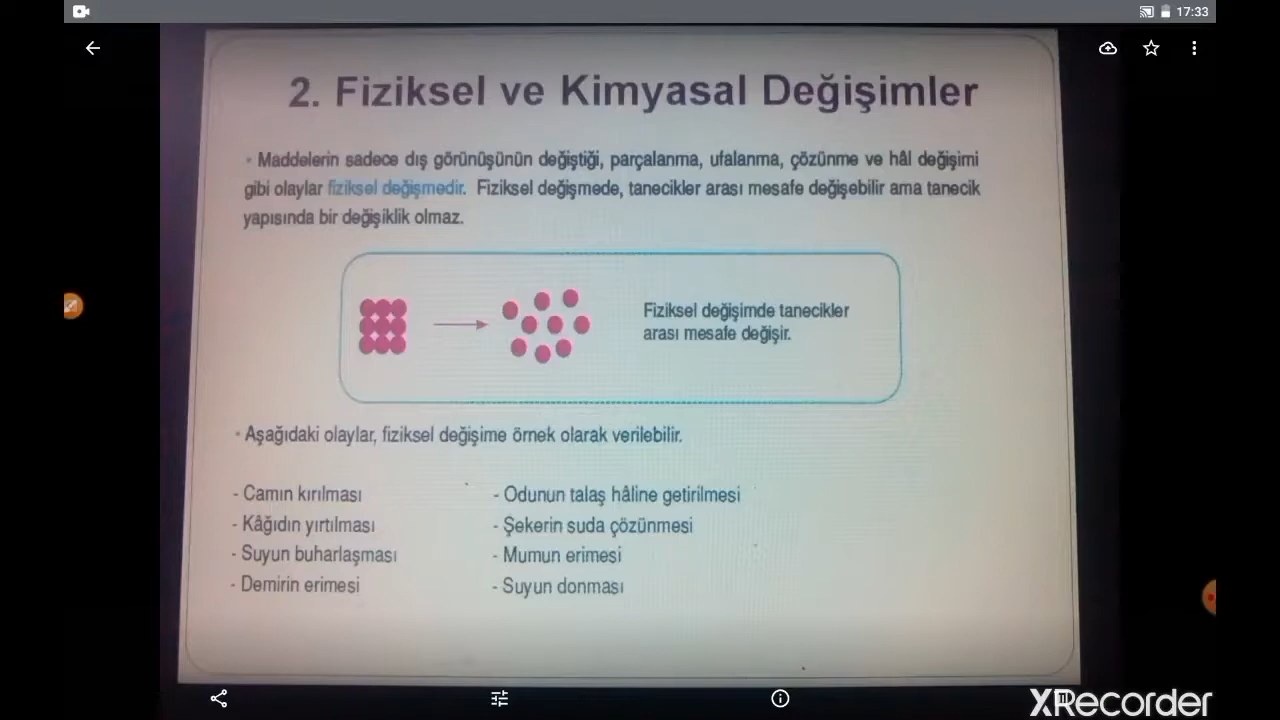 17:33
2. Fiziksel ve Kimyasal Değişimler
• Maddelerin sadece dış görünüşünün değiştiği, parçalanma, ufalanma, çözünme ve hâl değişimi
gibi olaylar fiziksel değişmedir. Fiziksel değişmede, tanecikler arası mesafe değişebilir ama tanecik
yapısında bir değişiklik olmaz.
Fiziksel değişimde tanecikler
arası mesafe değişir.
• Aşağıdaki olaylar, fiziksel değişime örnek olarak verilebilir.
- Camın kırılması
- Kâğıdın yırtılması
- Suyun buharlaşması
- Demirin erimesi
- Odunun talaş hâline getirilmesi
- Şekerin suda çözünmesi
- Mumun erimesi
- Suyun donması
XRecorder